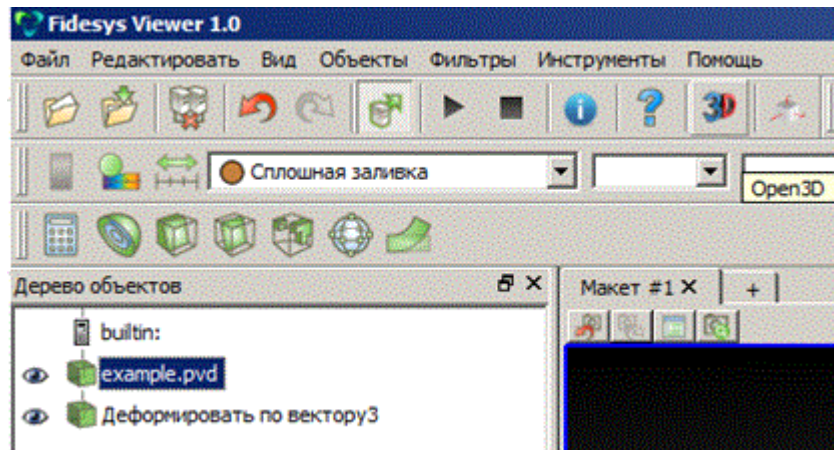 Fidesys Viewer 1.0
Файл Редактировать Вид Объекты Фильтры Инструменты Помощь
3D
Сплошная заливка
Open3D
Дерево объектов
Макет #1
builtin:
example.pvd
Деформировать по вектору3